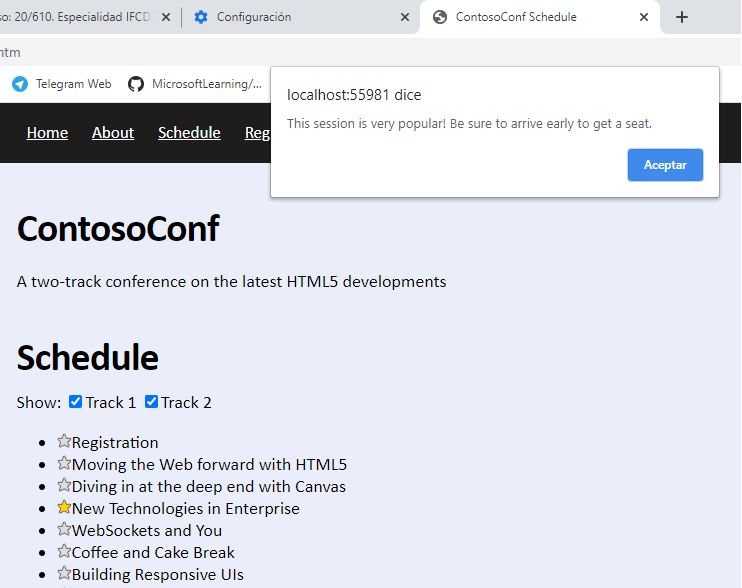 so: 20/610. Especialidad IFCD
Configuración
ContosoConf Schedule
htm
Telegram Web
MicrosoftLearning/...
localhost:55981 dice
This session is very popular! Be sure to arrive early to get a seat.
Aceptar
Home About Schedule Reg
ContosoConf
A two-track conference on the latest HTML5 developments
Schedule
Show: Track 1 Track 2
Registration
Moving the Web forward with HTML5
Diving in at the deep end with Canvas
New Technologies in Enterprise
WebSockets and You
Coffee and Cake Break
Building Responsive UIs